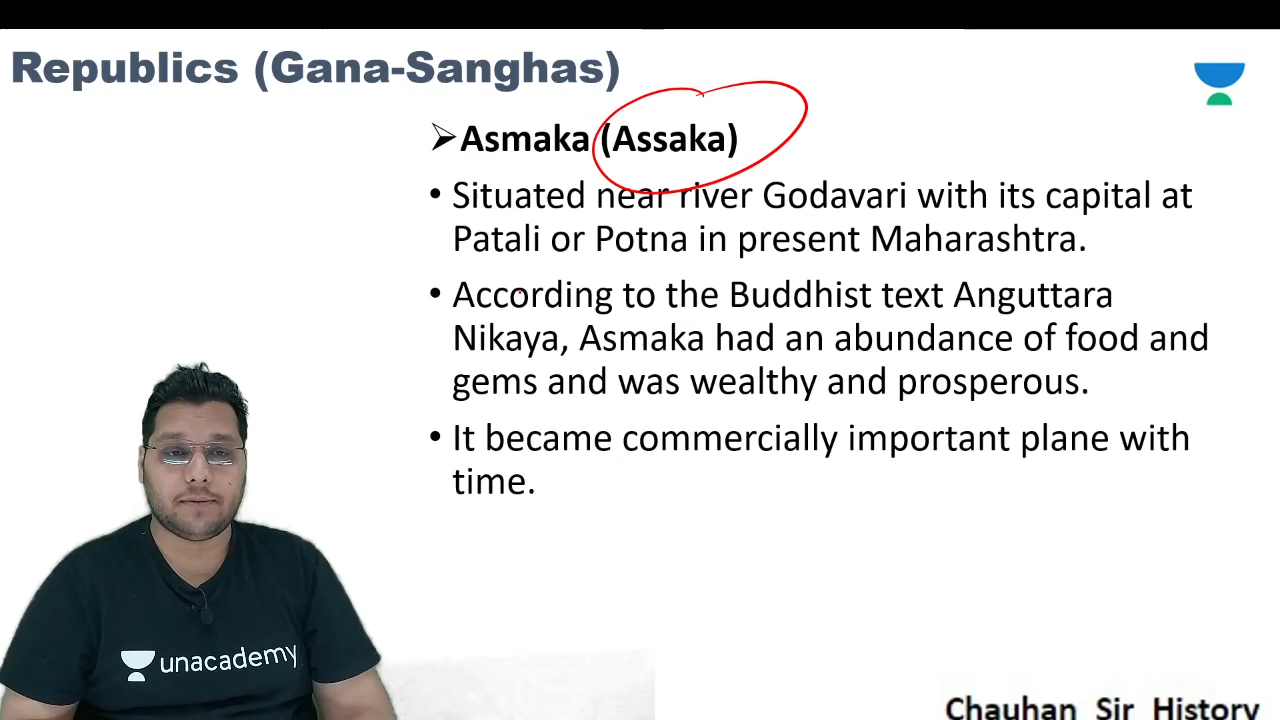 Republics (Gana-Sanghas)
➢Asmaka (Assaka)
• Situated near river Godavari with its capital at
Patali or Potna in present Maharashtra.
• According to the Buddhist text Anguttara
Nikaya, Asmaka had an abundance of food and
gems and was wealthy and prosperous.
• It became commercially important plane with
time.
unacademy
Chauhan Sir History